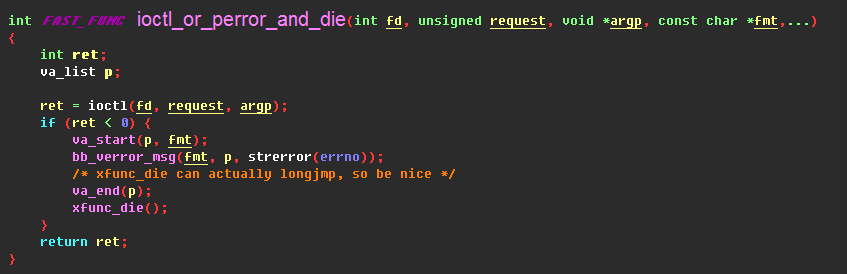 int FAST_FUNC ioctl_or_perror_and_die(int fd, unsigned request, void *argp, const char *fmt,...)
{
    int ret;
    va_list p;

    ret = ioctl(fd, request, argp);
    if (ret < 0) {
        va_start(p, fmt);
        bb_verror_msg(fmt, p, strerror(errno));
        /* xfunc_die can actually longjmp, so be nice */
        va_end(p);
        xfunc_die();
    }
    return ret;
}